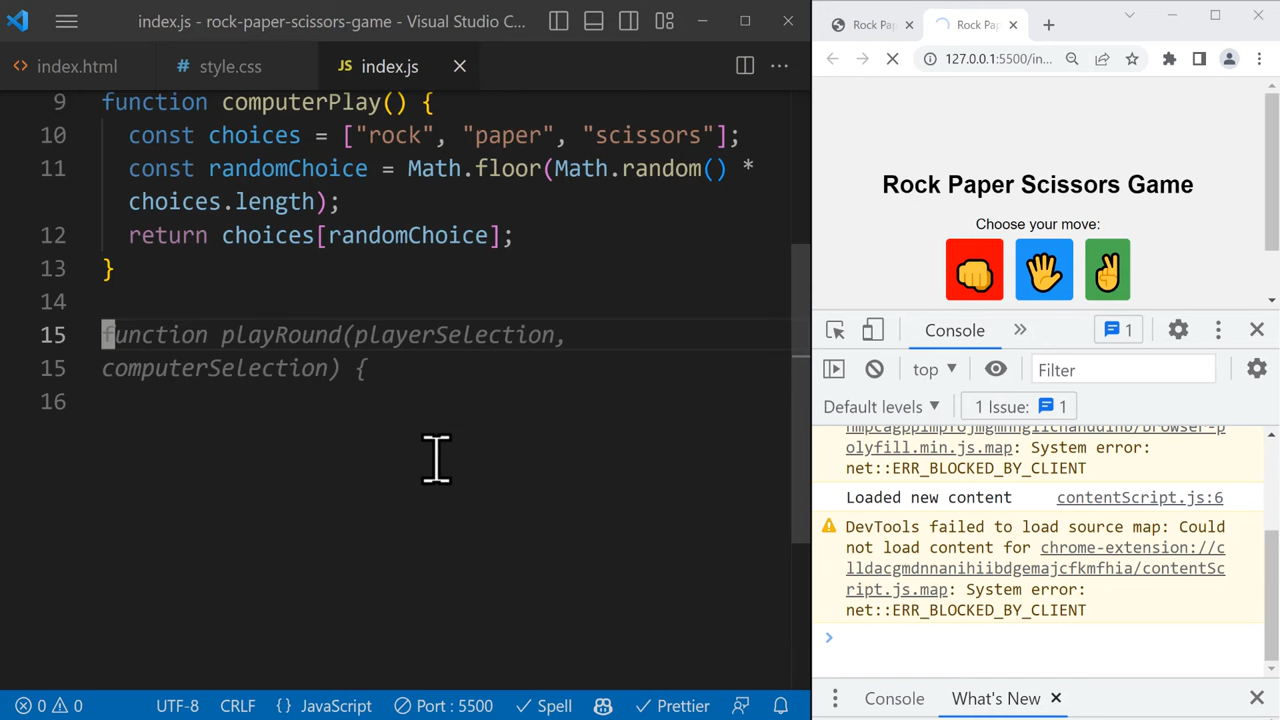 index.js - rock-paper-scissors-game - Visual Studio C...
index.html
# style.css
JS index.js
9 function computerPlay() {
10 const choices = ["rock", "paper", "scissors"];
11 const randomChoice = Math.floor(Math.random() *
choices.length);
12 return choices[randomChoice];
13 }
14
15 function playRound(playerSelection,
15 computerSelection) {
16
0 0 UTF-8 CRLF {} JavaScript Port : 5500 Spell Prettier
Rock Pap
Rock Pap
127.0.0.1:5500/in...
Rock Paper Scissors Game
Choose your move:
Console
1
top
Filter
Default levels
1 Issue: 1
olyfill.min.js.map: System error:
net::ERR_BLOCKED_BY_CLIENT
Loaded new content contentScript.js:6
DevTools failed to load source map: Could
not load content for chrome-extension://c
lldacgmdnnanihiibdgemajcfkmfhia/contentSc
ript.js.map: System error:
net::ERR_BLOCKED_BY_CLIENT
Console What's New